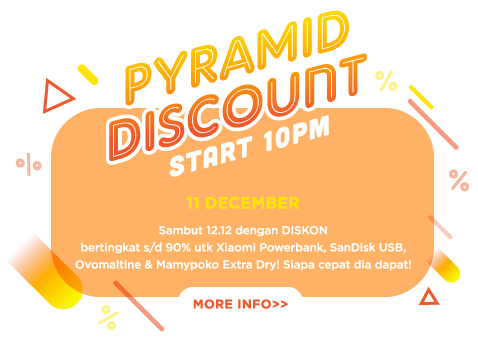 PYRAMID
DISCOUNT
START 10PM
11 DECEMBER
Sambut 12.12 dengan DISKON
bertingkat s/d 90% utk Xiaomi Powerbank, SanDisk USB,
Ovomaltine & Mamypoko Extra Dry! Siapa cepat dia dapat!
MORE INFO>>